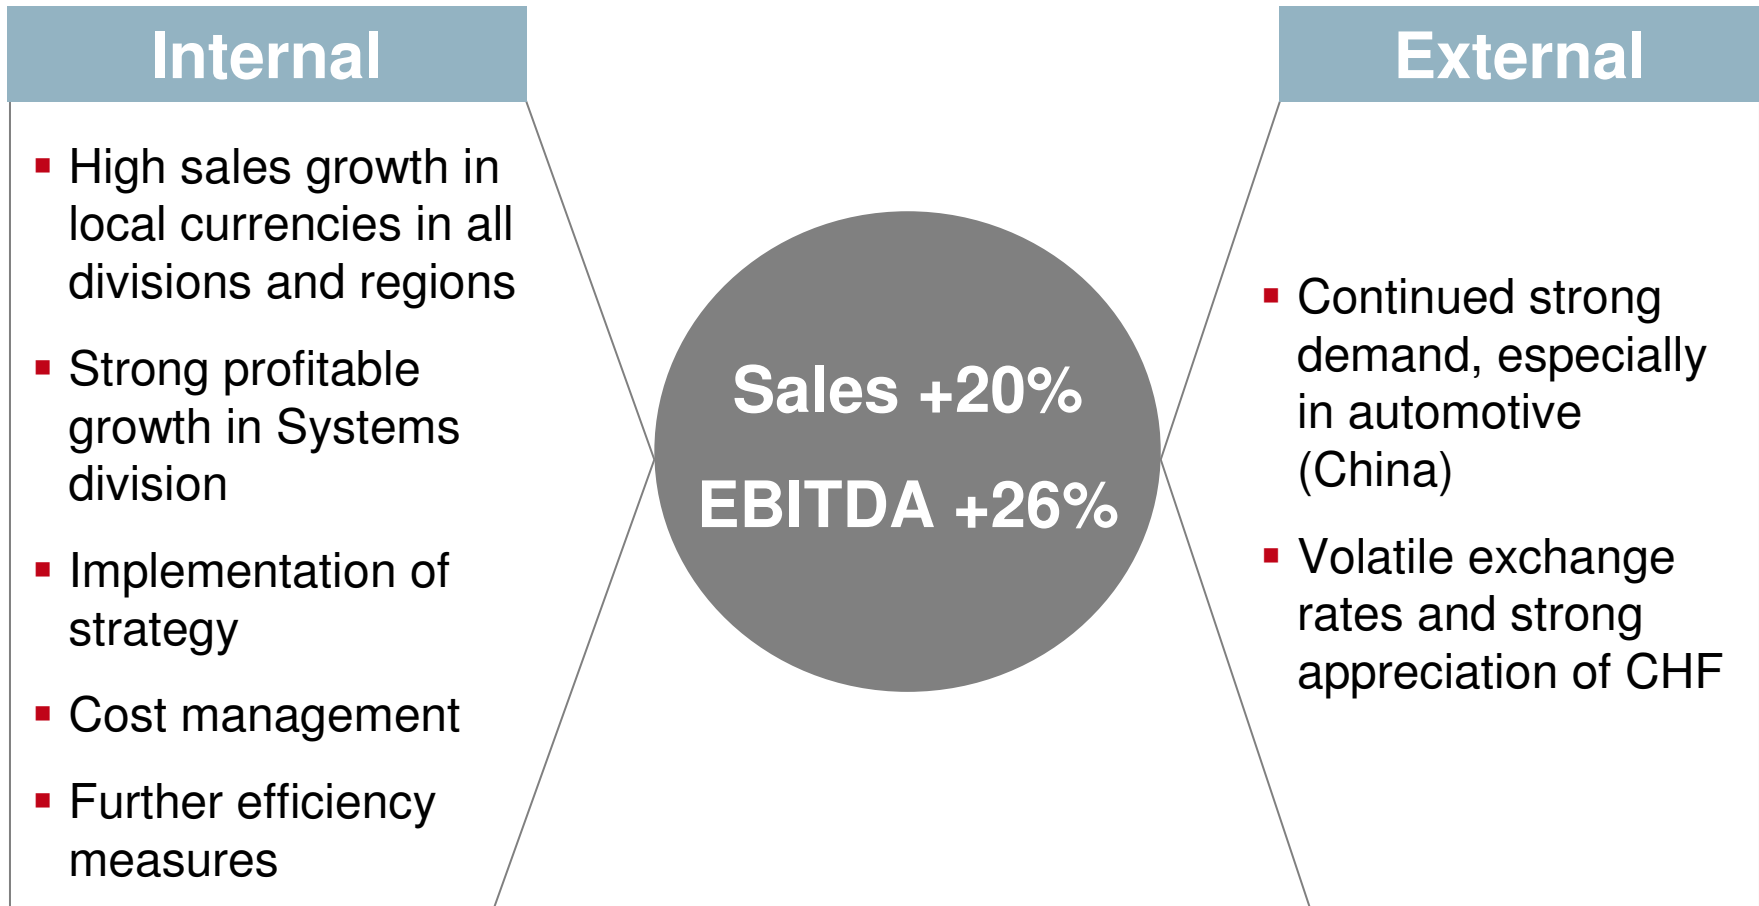 Internal
▪ High sales growth in
local currencies in all
divisions and regions
▪ Strong profitable
growth in Systems
division
▪ Implementation of
strategy
▪ Cost management
▪ Further efficiency
measures
Sales +20%
EBITDA +26%
External
▪ Continued strong
demand, especially
in automotive
(China)
▪ Volatile exchange
rates and strong
appreciation of CHF